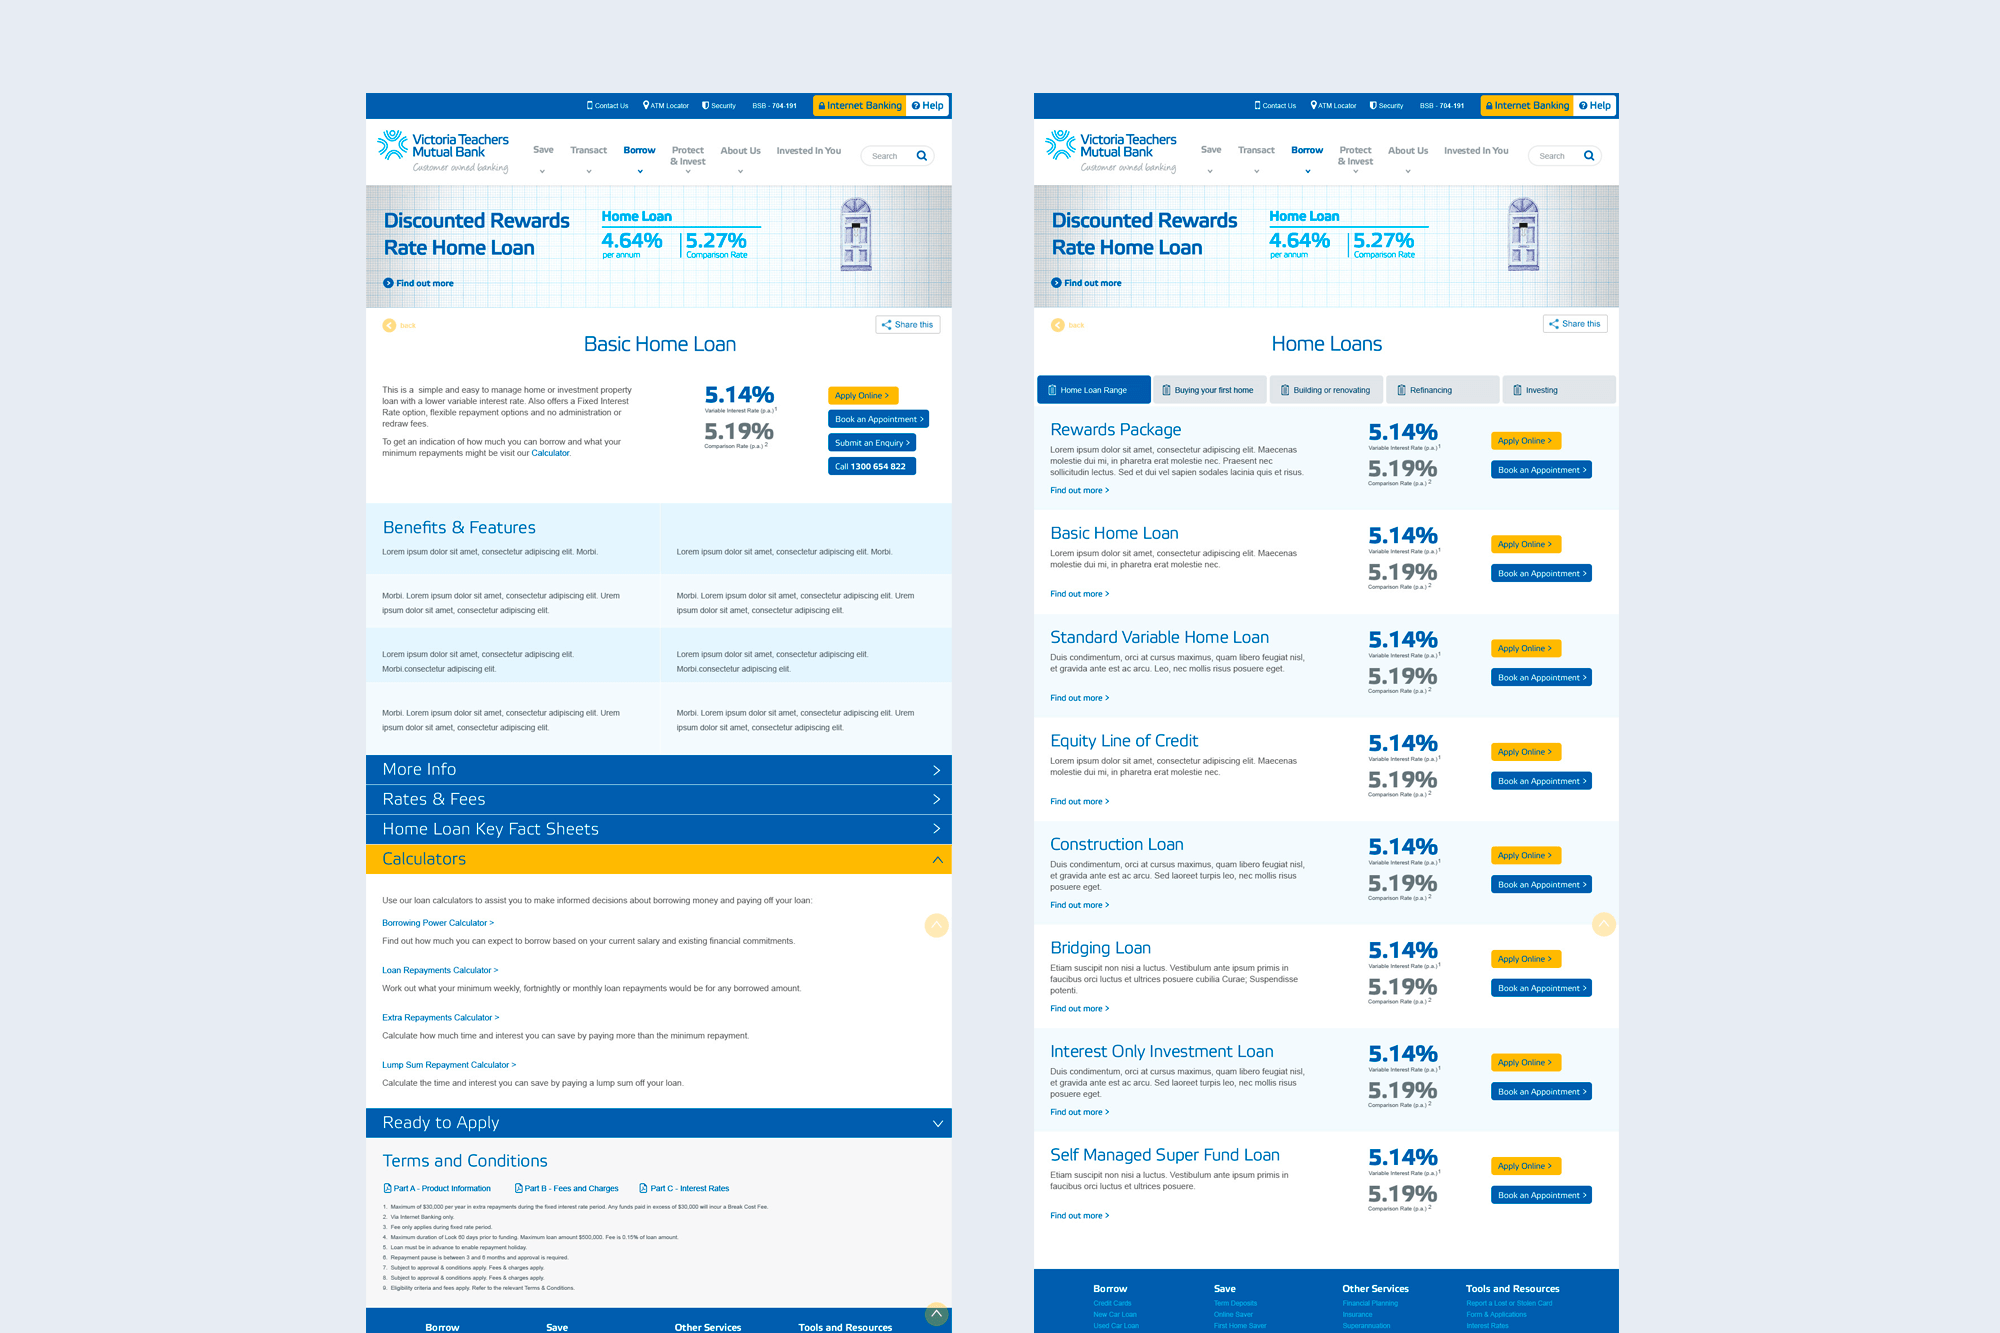 Contact Us ATM Locator Security BSB - 704-191 Internet Banking Help
Victoria Teachers
Mutual Bank
Customer owned banking
Save Transact Borrow Protect
& Invest About Us Invested In You Search
Discounted Rewards
Rate Home Loan
Home Loan
4.64% 5.27%
per annum Comparison Rate
Find out more
back
Share this
Basic Home Loan
This is a simple and easy to manage home or investment property
loan with a lower variable interest rate. Also offers a Fixed Interest
Rate option, flexible repayment options and no administration or
redraw fees.
To get an indication of how much you can borrow and what your
minimum repayments might be visit our Calculator.
5.14%
Variable Interest Rate (p.a.) 1
5.19%
Comparison Rate (p.a.) 2
Apply Online >
Book an Appointment >
Submit an Enquiry >
Call 1300 654 822
Benefits & Features
Lorem ipsum dolor sit amet, consectetur adipiscing elit. Morbi.
Lorem ipsum dolor sit amet, consectetur adipiscing elit. Morbi.
Morbi. Lorem ipsum dolor sit amet, consectetur adipiscing elit. Urem
ipsum dolor sit amet, consectetur adipiscing elit.
Morbi. Lorem ipsum dolor sit amet, consectetur adipiscing elit. Urem
ipsum dolor sit amet, consectetur adipiscing elit.
Lorem ipsum dolor sit amet, consectetur adipiscing elit.
Morbi.consectetur adipiscing elit.
Lorem ipsum dolor sit amet, consectetur adipiscing elit.
Morbi.consectetur adipiscing elit.
Morbi. Lorem ipsum dolor sit amet, consectetur adipiscing elit. Urem
ipsum dolor sit amet, consectetur adipiscing elit.
Morbi. Lorem ipsum dolor sit amet, consectetur adipiscing elit. Urem
ipsum dolor sit amet, consectetur adipiscing elit.
More Info
Rates & Fees
Home Loan Key Fact Sheets
Calculators
Use our loan calculators to assist you to make informed decisions about borrowing money and paying off your loan:
Borrowing Power Calculator >
Find out how much you can expect to borrow based on your current salary and existing financial commitments.
Loan Repayments Calculator >
Work out what your minimum weekly, fortnightly or monthly loan repayments would be for any borrowed amount.
Extra Repayments Calculator >
Calculate how much time and interest you can save by paying more than the minimum repayment.
Lump Sum Repayment Calculator >
Calculate the time and interest you can save by paying a lump sum off your loan.
Ready to Apply
Terms and Conditions
Part A - Product Information Part B - Fees and Charges Part C - Interest Rates
1. Maximum of $30,000 per year in extra repayments during the fixed interest rate period. Any funds paid in excess of $30,000 will incur a Break Cost Fee.
2. Via Internet Banking only.
3. Fee only applies during fixed rate period.
4. Maximum duration of Lock 60 days prior to funding. Maximum loan amount $500,000. Fee is 0.15% of loan amount.
5. Loan must be in advance to enable repayment holiday.
6. Repayment pause is between 3 and 6 months and approval is required.
7. Subject to approval & conditions apply. Fees & charges apply.
8. Subject to approval & conditions apply. Fees & charges apply.
9. Eligibility criteria and fees apply. Refer to the relevant Terms & Conditions.
Borrow Save Other Services Tools and Resources
Contact Us ATM Locator Security BSB - 704-191 Internet Banking Help
Victoria Teachers
Mutual Bank
Customer owned banking
Save Transact Borrow Protect
& Invest About Us Invested In You Search
Discounted Rewards
Rate Home Loan
Home Loan
4.64% 5.27%
per annum Comparison Rate
Find out more
back
Share this
Home Loans
Home Loan Range Buying your first home Building or renovating Refinancing Investing
Rewards Package
Lorem ipsum dolor sit amet, consectetur adipiscing elit. Maecenas
molestie dui mi, in pharetra erat molestie nec. Praesent nec
sollicitudin lectus. Sed et dui vel sapien sodales lacinia quis et risus.
Find out more >
5.14%
Variable Interest Rate (p.a.) 1
5.19%
Comparison Rate (p.a.) 2
Apply Online >
Book an Appointment >
Basic Home Loan
Lorem ipsum dolor sit amet, consectetur adipiscing elit. Maecenas
molestie dui mi, in pharetra erat molestie nec.
Find out more >
5.14%
Variable Interest Rate (p.a.) 1
5.19%
Comparison Rate (p.a.) 2
Apply Online >
Book an Appointment >
Standard Variable Home Loan
Duis condimentum, orci at cursus maximus, quam libero feugiat nisl,
et gravida ante est ac arcu. Leo, nec mollis risus posuere eget.
Find out more >
5.14%
Variable Interest Rate (p.a.) 1
5.19%
Comparison Rate (p.a.) 2
Apply Online >
Book an Appointment >
Equity Line of Credit
Lorem ipsum dolor sit amet, consectetur adipiscing elit. Maecenas
molestie dui mi, in pharetra erat molestie nec.
Find out more >
5.14%
Variable Interest Rate (p.a.) 1
5.19%
Comparison Rate (p.a.) 2
Apply Online >
Book an Appointment >
Construction Loan
Duis condimentum, orci at cursus maximus, quam libero feugiat nisl,
et gravida ante est ac arcu. Sed laoreet turpis leo, nec mollis risus
posuere eget.
Find out more >
5.14%
Variable Interest Rate (p.a.) 1
5.19%
Comparison Rate (p.a.) 2
Apply Online >
Book an Appointment >
Bridging Loan
Etiam suscipit non nisi a luctus. Vestibulum ante ipsum primis in
faucibus orci luctus et ultrices posuere cubilia Curae; Suspendisse
potenti.
Find out more >
5.14%
Variable Interest Rate (p.a.) 1
5.19%
Comparison Rate (p.a.) 2
Apply Online >
Book an Appointment >
Interest Only Investment Loan
Duis condimentum, orci at cursus maximus, quam libero feugiat nisl,
et gravida ante est ac arcu. Sed laoreet turpis leo, nec mollis risus
posuere eget.
Find out more >
5.14%
Variable Interest Rate (p.a.) 1
5.19%
Comparison Rate (p.a.) 2
Apply Online >
Book an Appointment >
Self Managed Super Fund Loan
Etiam suscipit non nisi a luctus. Vestibulum ante ipsum primis in
faucibus orci luctus et ultrices posuere.
Find out more >
5.14%
Variable Interest Rate (p.a.) 1
5.19%
Comparison Rate (p.a.) 2
Apply Online >
Book an Appointment >
Borrow Save Other Services Tools and Resources
Credit Cards Term Deposits Financial Planning Report a Lost or Stolen Card
New Car Loan Online Saver Insurance Form & Applications
Used Car Loan First Home Saver Superannuation Interest Rates